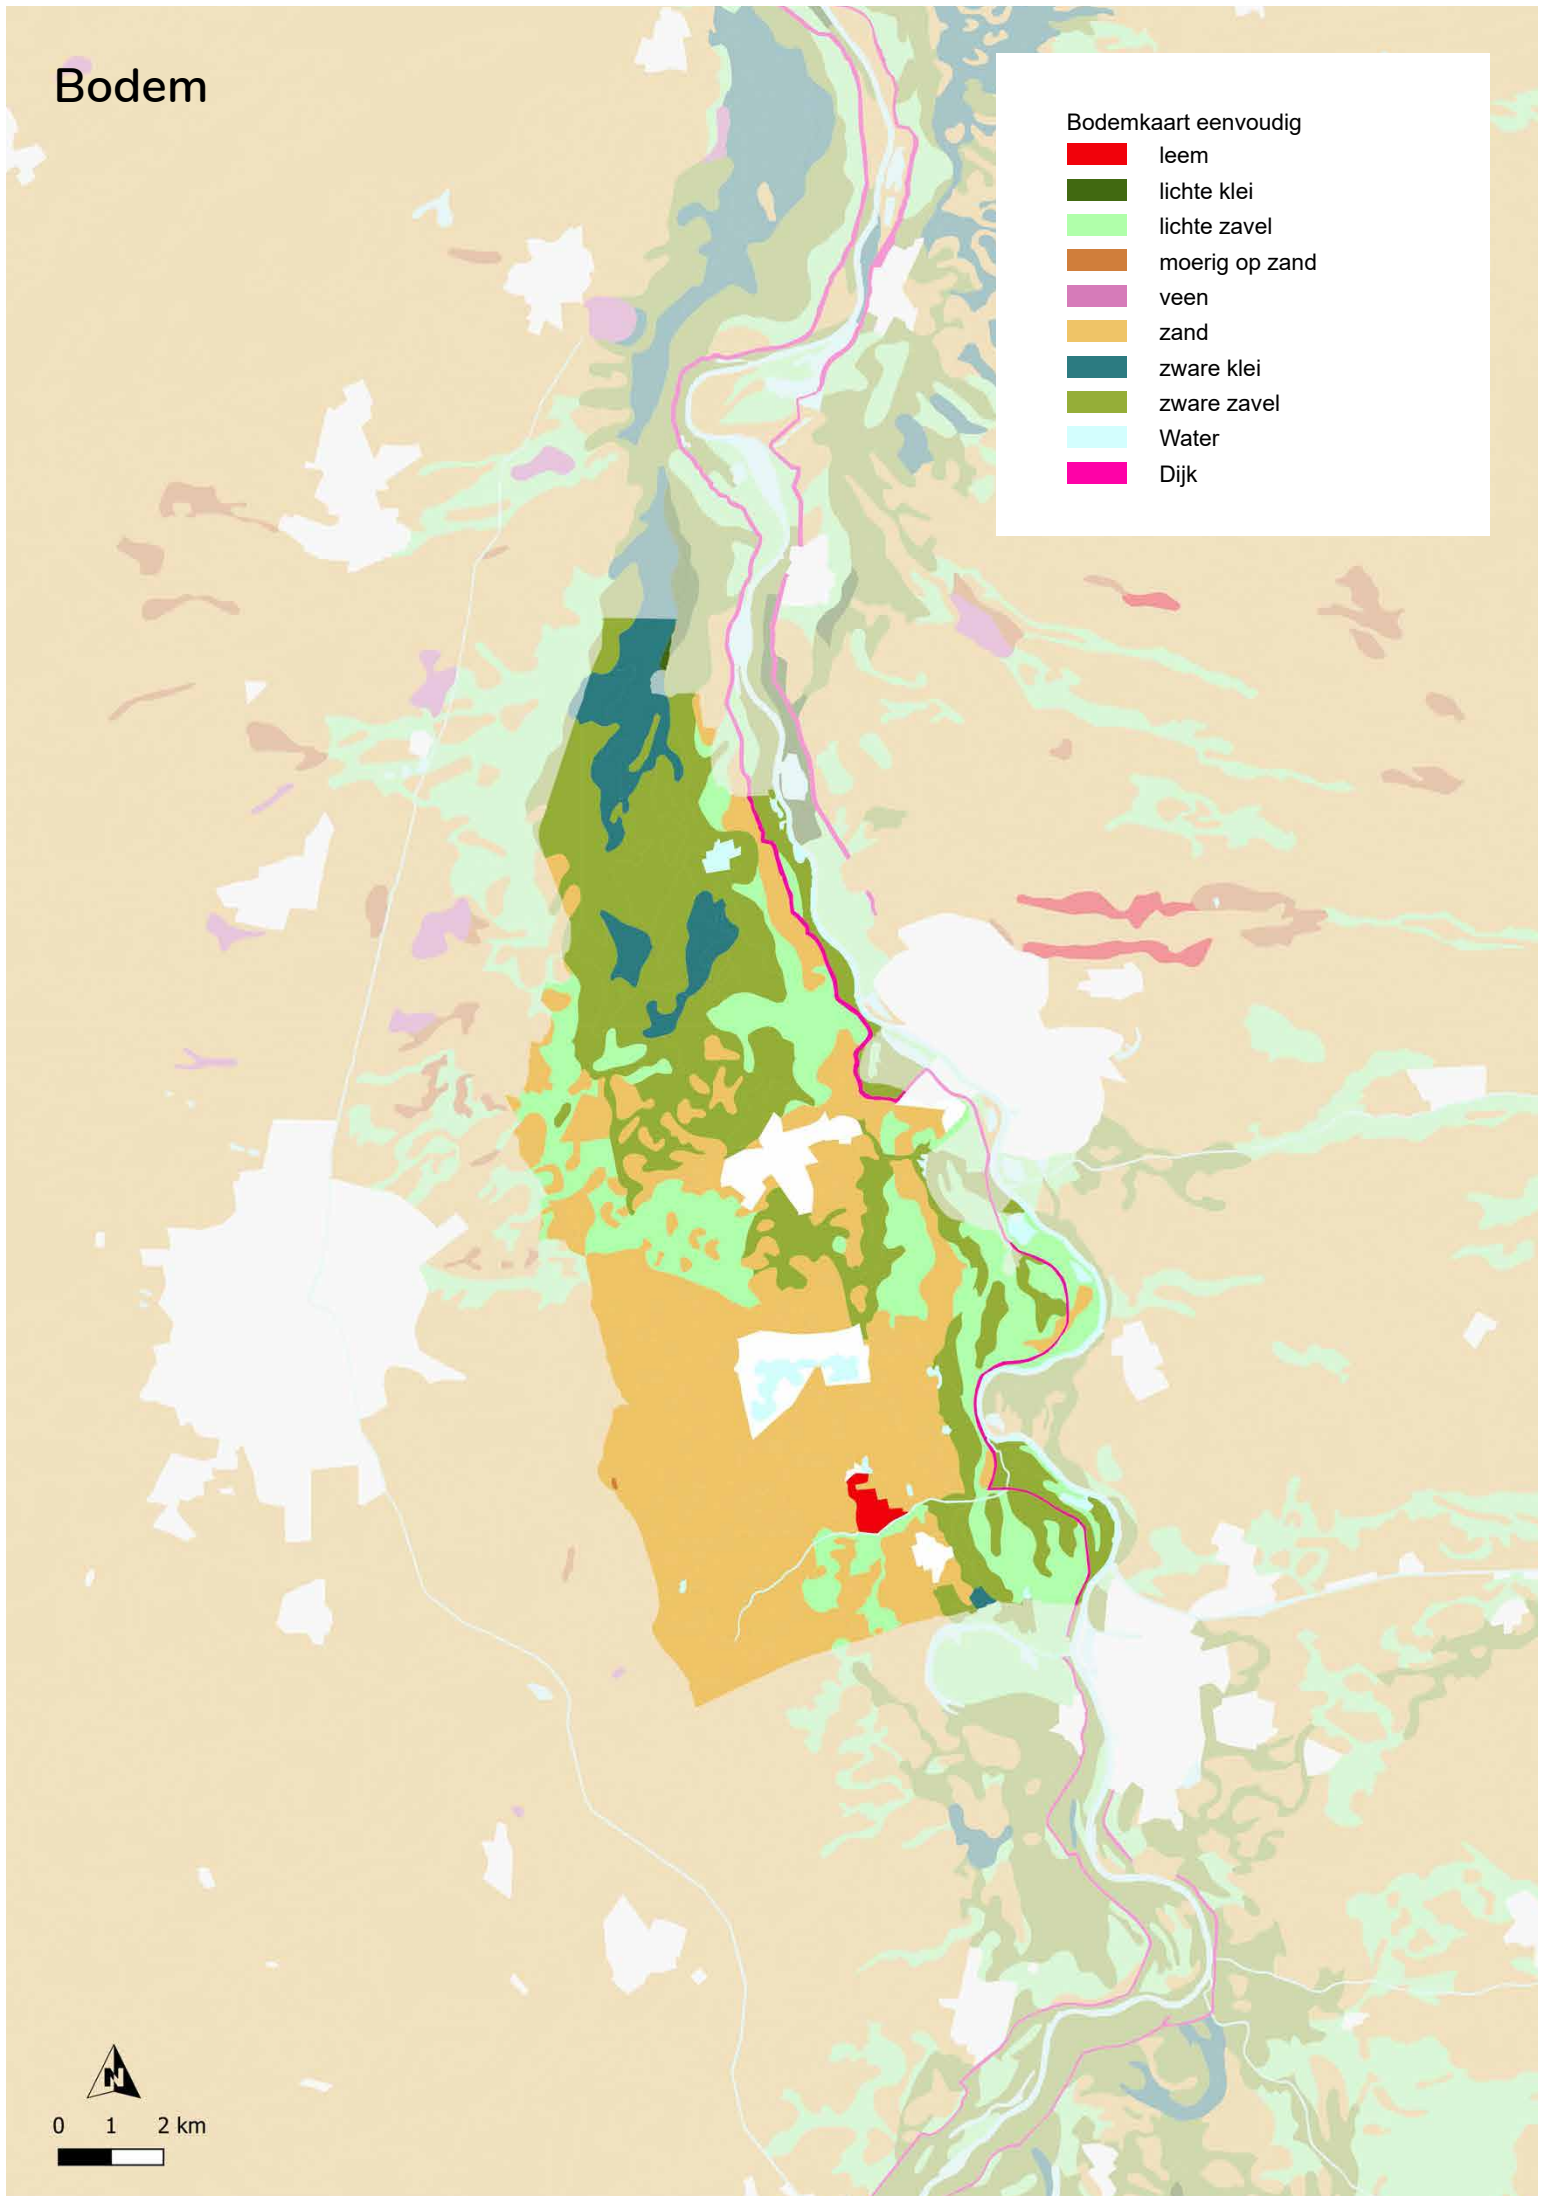 Bodem
Bodemkaart eenvoudig
leem
lichte klei
lichte zavel
moerig op zand
veen
zand
zware klei
zware zavel
Water
Dijk
N
0 1 2 km